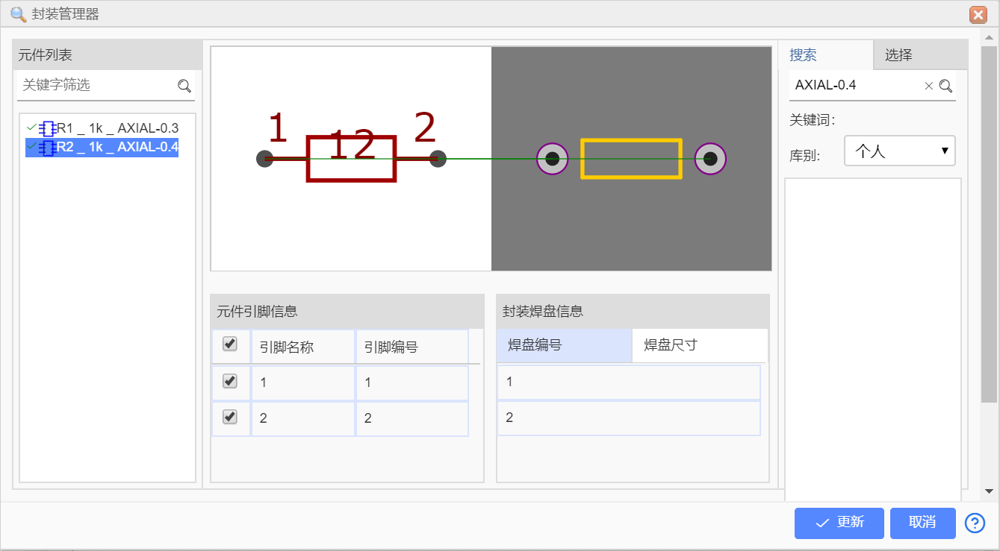 封装管理器
元件列表
关键字筛选
R1 _ 1k _ AXIAL-0.3
R2 _ 1k _ AXIAL-0.4
1
2
12
元件引脚信息
引脚名称 引脚编号
1 1
2 2
封装焊盘信息
焊盘编号 焊盘尺寸
1
2
搜索 选择
AXIAL-0.4
关键词:
库别: 个人
更新 取消